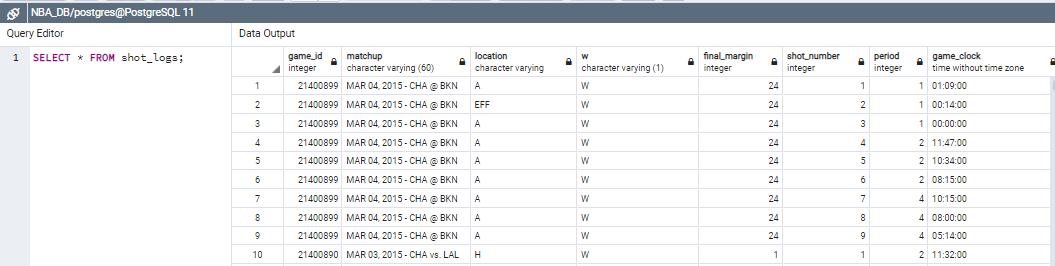 NBA_DB/postgres@PostgreSQL 11
Query Editor
Data Output
1 SELECT * FROM shot_logs;
game_id matchup location w final_margin shot_number period game_clock
integer character varying (60) character varying character varying (1) integer integer integer time without time zone
1 21400899 MAR 04, 2015 - CHA @ BKN A W 24 1 1 01:09:00
2 21400899 MAR 04, 2015 - CHA @ BKN EFF W 24 2 1 00:14:00
3 21400899 MAR 04, 2015 - CHA @ BKN A W 24 3 1 00:00:00
4 21400899 MAR 04, 2015 - CHA @ BKN A W 24 4 2 11:47:00
5 21400899 MAR 04, 2015 - CHA @ BKN A W 24 5 2 10:34:00
6 21400899 MAR 04, 2015 - CHA @ BKN A W 24 6 2 08:15:00
7 21400899 MAR 04, 2015 - CHA @ BKN A W 24 7 4 10:15:00
8 21400899 MAR 04, 2015 - CHA @ BKN A W 24 8 4 08:00:00
9 21400899 MAR 04, 2015 - CHA @ BKN A W 24 9 4 05:14:00
10 21400890 MAR 03, 2015 - CHA vs. LAL H W 1 1 2 11:32:00